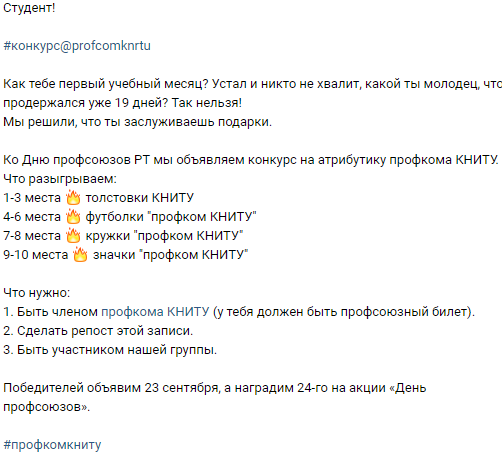 Студент!
#конкурс@profcomknrtu
Как тебе первый учебный месяц? Устал и никто не хвалит, какой ты молодец, что
продержался уже 19 дней? Так нельзя!
Мы решили, что ты заслуживаешь подарки.
Ко Дню профсоюзов РТ мы объявляем конкурс на атрибутику профкома КНИТУ.
Что разыгрываем:
1-3 места 🔥 толстовки КНИТУ
4-6 места 🔥 футболки "профком КНИТУ"
7-8 места 🔥 кружки "профком КНИТУ"
9-10 места 🔥 значки "профком КНИТУ"
Что нужно:
1. Быть членом профкома КНИТУ (у тебя должен быть профсоюзный билет).
2. Сделать репост этой записи.
3. Быть участником нашей группы.
Победителей объявим 23 сентября, а наградим 24-го на акции «День
профсоюзов».
#профкомкниту